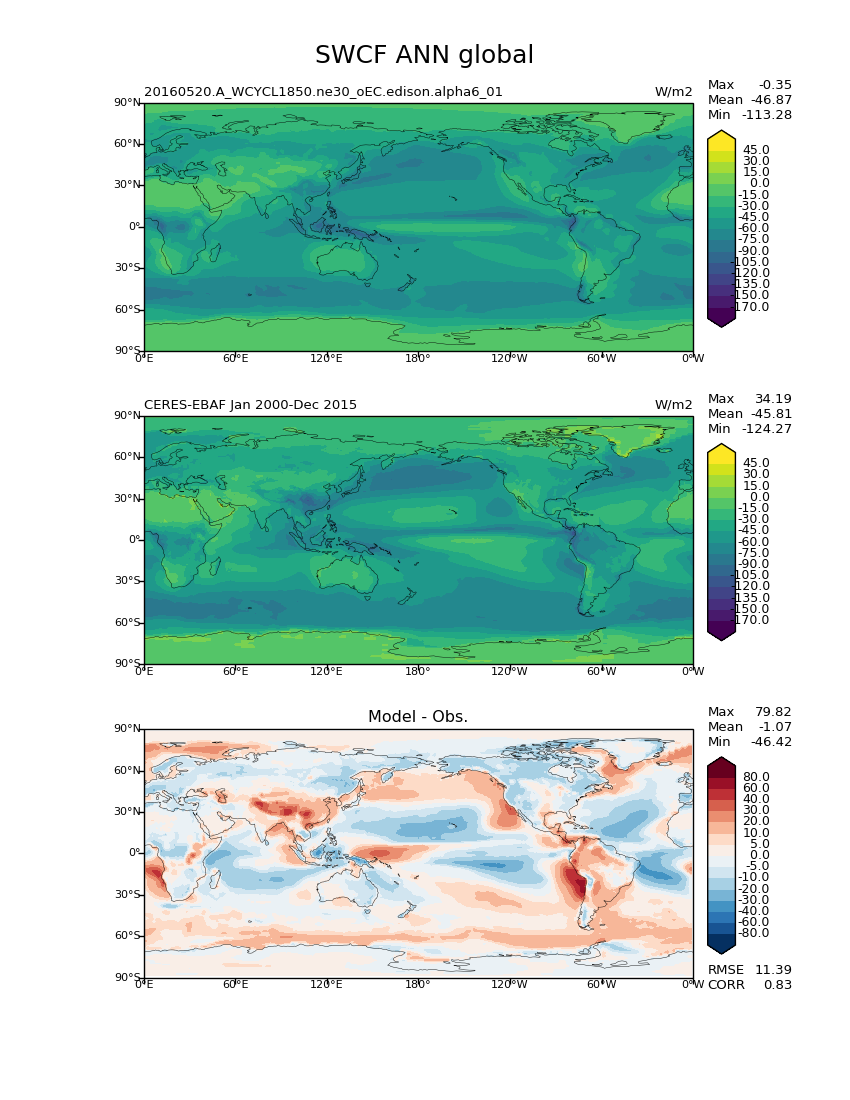 SWCF ANN global
20160520.A_WCYCL1850.ne30_oEC.edison.alpha6_01 W/m2
Max -0.35
Mean -46.87
Min -113.28
90°N
60°N
30°N
0°
30°S
60°S
90°S
0°E 60°E 120°E 180° 120°W 60°W 0°W
45.0
30.0
15.0
0.0
-15.0
-30.0
-45.0
-60.0
-75.0
-90.0
-105.0
-120.0
-135.0
-150.0
-170.0
CERES-EBAF Jan 2000-Dec 2015 W/m2
Max 34.19
Mean -45.81
Min -124.27
90°N
60°N
30°N
0°
30°S
60°S
90°S
0°E 60°E 120°E 180° 120°W 60°W 0°W
45.0
30.0
15.0
0.0
-15.0
-30.0
-45.0
-60.0
-75.0
-90.0
-105.0
-120.0
-135.0
-150.0
-170.0
Model - Obs.
Max 79.82
Mean -1.07
Min -46.42
90°N
60°N
30°N
0°
30°S
60°S
90°S
0°E 60°E 120°E 180° 120°W 60°W 0°W
80.0
60.0
40.0
30.0
20.0
10.0
5.0
0.0
-5.0
-10.0
-20.0
-30.0
-40.0
-60.0
-80.0
RMSE 11.39
CORR 0.83